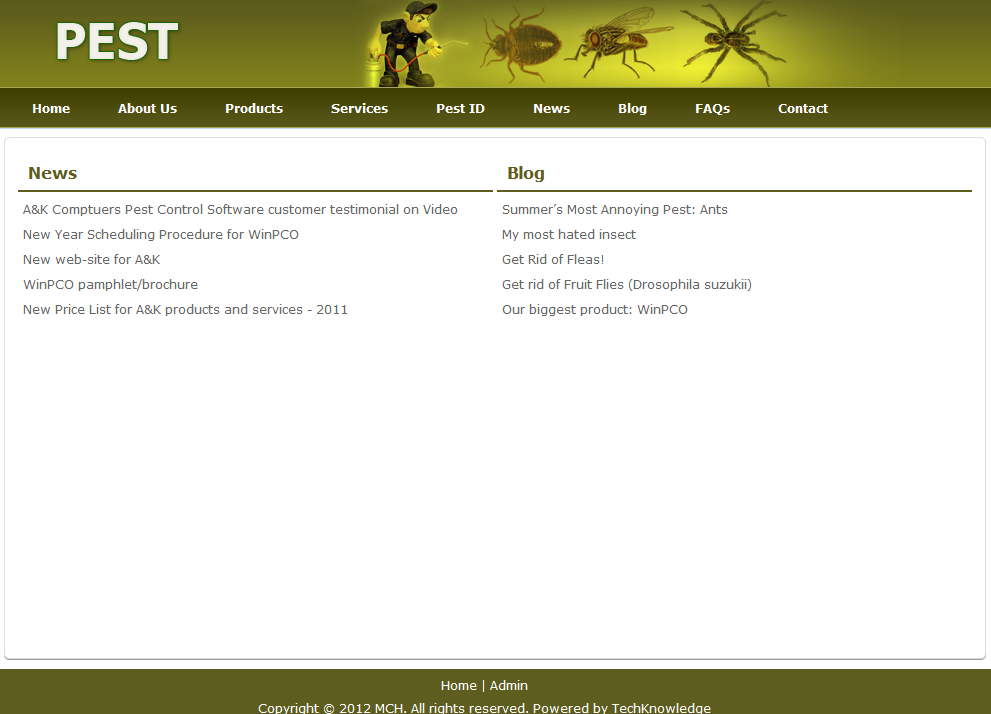 PEST
Home About Us Products Services Pest ID News Blog FAQs Contact
News
A&K Comptuers Pest Control Software customer testimonial on Video
New Year Scheduling Procedure for WinPCO
New web-site for A&K
WinPCO pamphlet/brochure
New Price List for A&K products and services - 2011
Blog
Summer’s Most Annoying Pest: Ants
My most hated insect
Get Rid of Fleas!
Get rid of Fruit Flies (Drosophila suzukii)
Our biggest product: WinPCO
Home | Admin
Copyright © 2012 MCH. All rights reserved. Powered by TechKnowledge